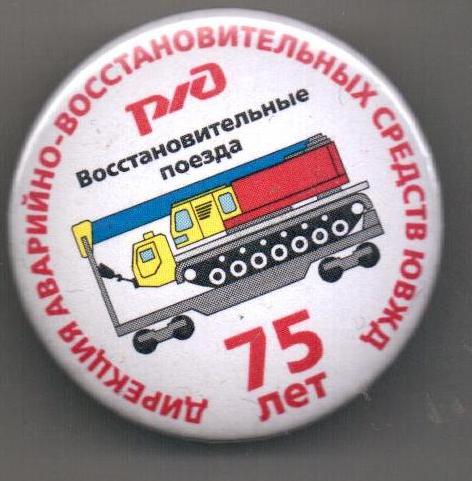 ДИРЕКЦИЯ АВАРИЙНО-ВОССТАНОВИТЕЛЬНЫХ СРЕДСТВ ЮВЖД
РЖД
Восстановительные
поезда
75
лет